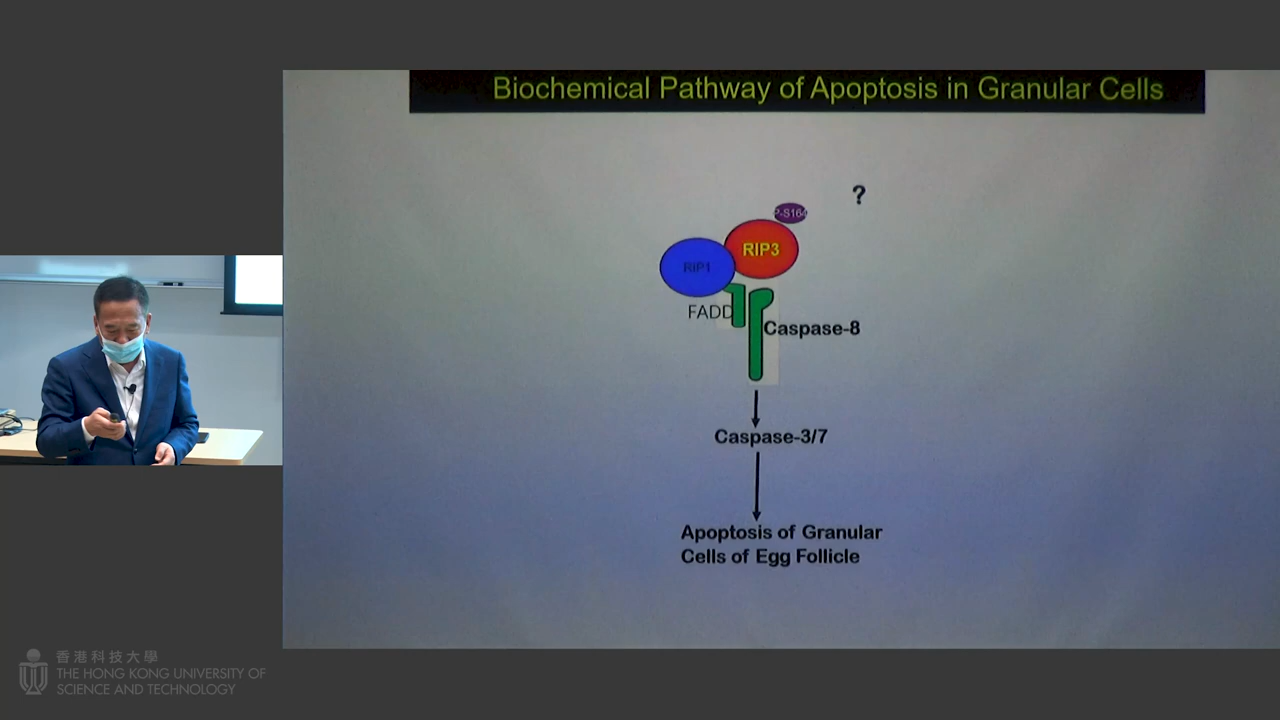 Biochemical Pathway of Apoptosis in Granular Cells
?
P-S164
RIP3
RIP1
FADD
Caspase-8
Caspase-3/7
Apoptosis of Granular
Cells of Egg Follicle
香港科技大學
THE HONG KONG UNIVERSITY OF
SCIENCE AND TECHNOLOGY